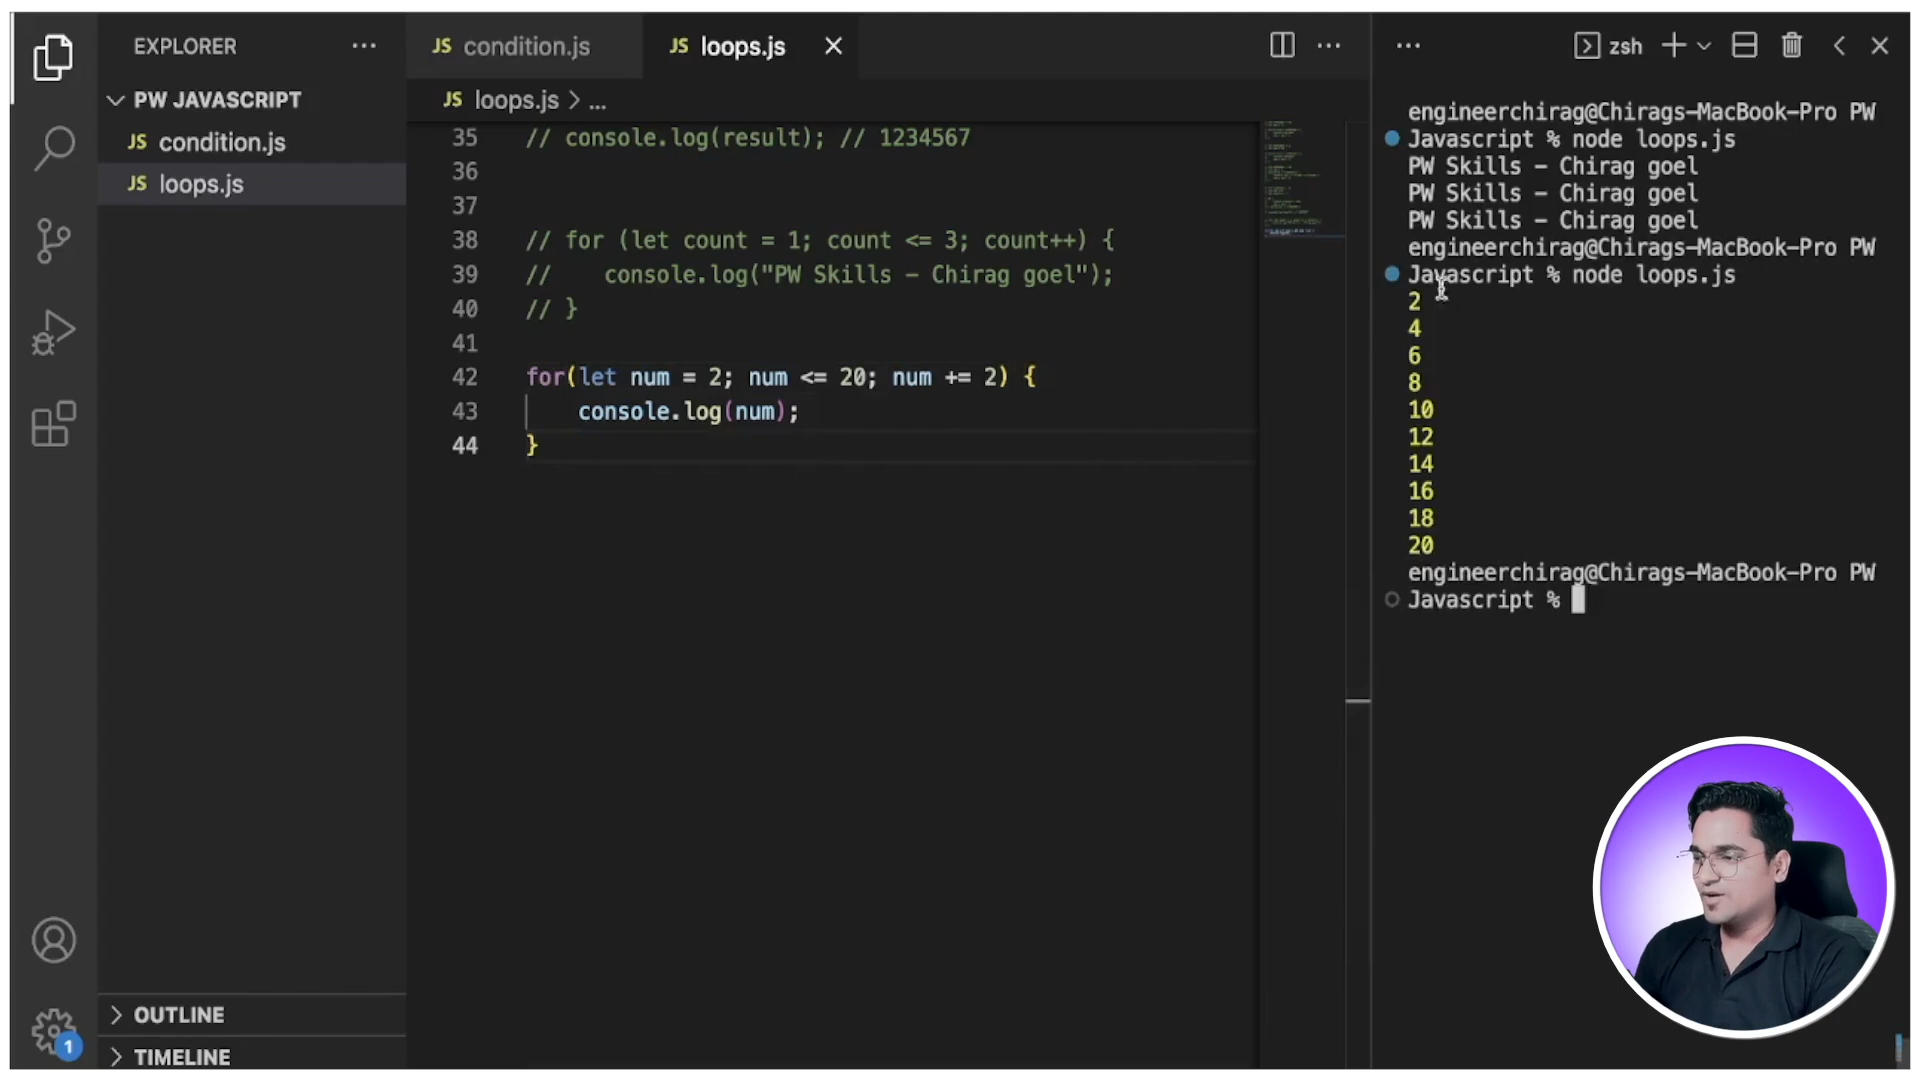 EXPLORER
PW JAVASCRIPT
JS condition.js
JS loops.js
OUTLINE
TIMELINE
1
JS condition.js
JS loops.js
JS loops.js > ...
35 // console.log(result); // 1234567
36
37
38 // for (let count = 1; count <= 3; count++) {
39 //    console.log("PW Skills - Chirag goel");
40 // }
41
42 for(let num = 2; num <= 20; num += 2) {
43     console.log(num);
44 }
zsh
engineerchirag@Chirags-MacBook-Pro PW
Javascript % node loops.js
PW Skills - Chirag goel
PW Skills - Chirag goel
PW Skills - Chirag goel
engineerchirag@Chirags-MacBook-Pro PW
Javascript % node loops.js
2
4
6
8
10
12
14
16
18
20
engineerchirag@Chirags-MacBook-Pro PW
Javascript %